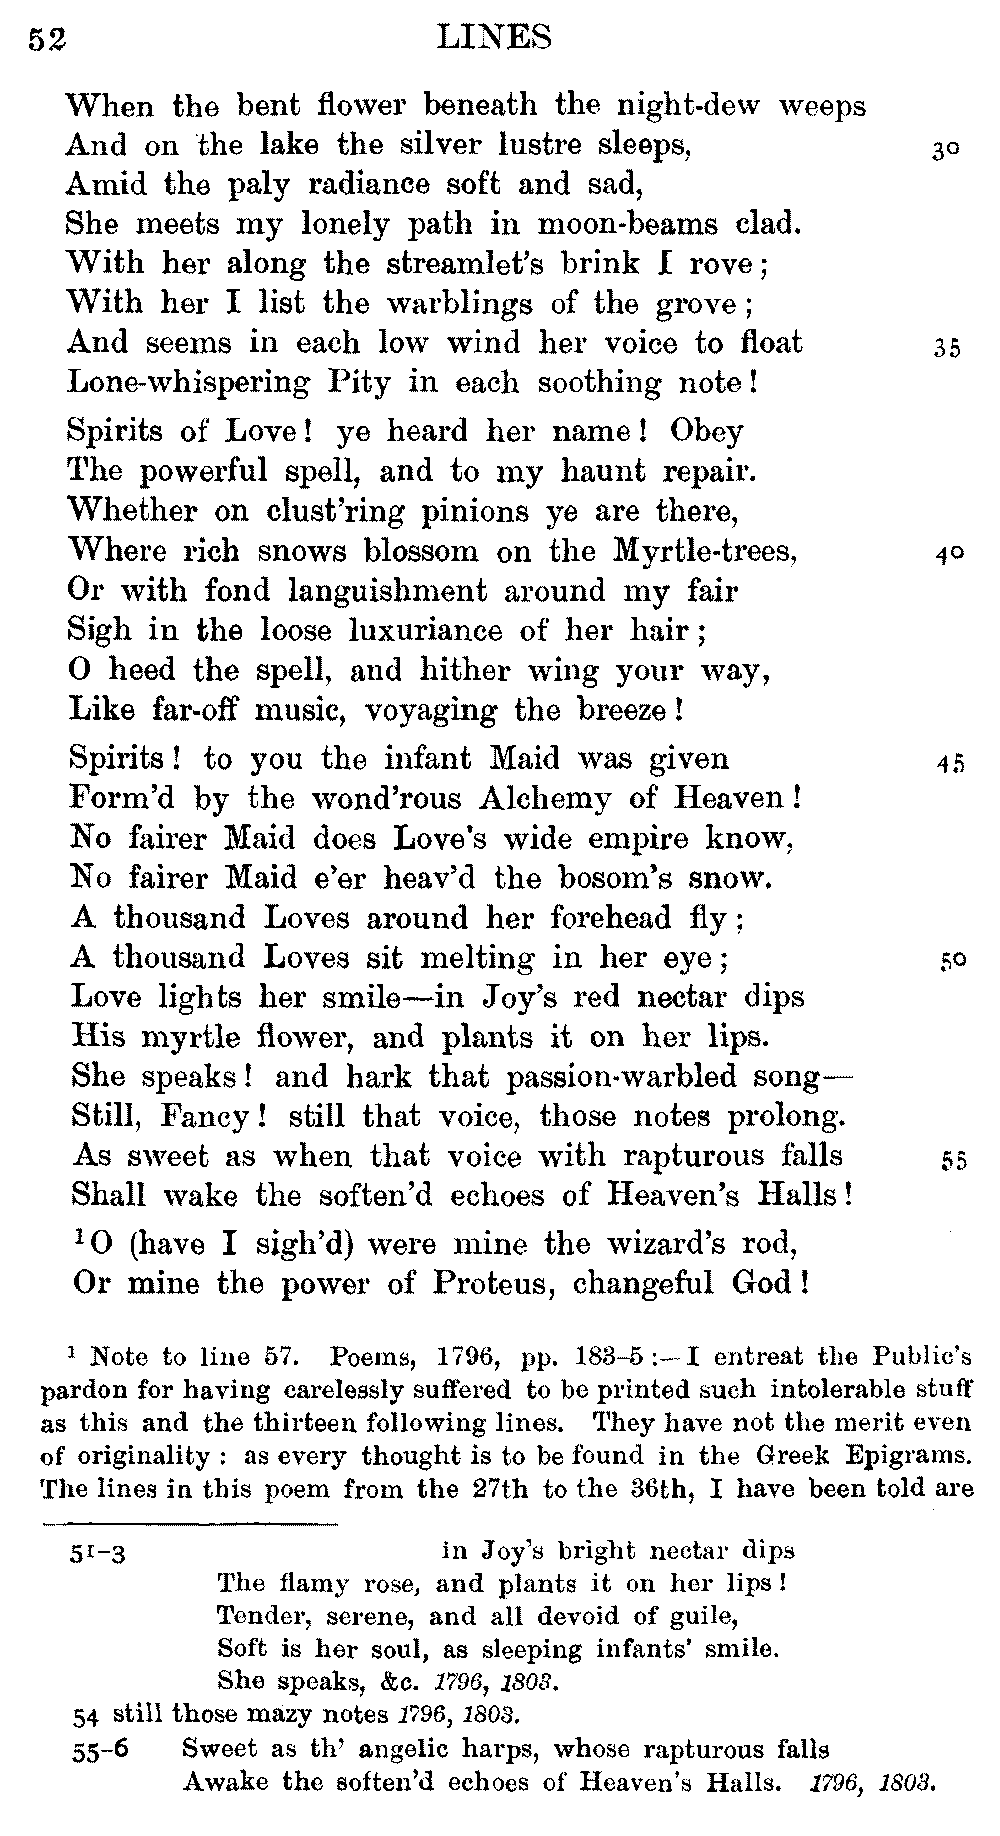 52 LINES
When the bent flower beneath the night-dew weeps
And on the lake the silver lustre sleeps, 30
Amid the paly radiance soft and sad,
She meets my lonely path in moon-beams clad.
With her along the streamlet's brink I rove;
With her I list the warblings of the grove;
And seems in each low wind her voice to float 35
Lone-whispering Pity in each soothing note!
Spirits of Love! ye heard her name! Obey
The powerful spell, and to my haunt repair.
Whether on clust'ring pinions ye are there,
Where rich snows blossom on the Myrtle-trees, 40
Or with fond languishment around my fair
Sigh in the loose luxuriance of her hair;
O heed the spell, and hither wing your way,
Like far-off music, voyaging the breeze!
Spirits! to you the infant Maid was given 45
Form'd by the wond'rous Alchemy of Heaven!
No fairer Maid does Love's wide empire know,
No fairer Maid e'er heav'd the bosom's snow.
A thousand Loves around her forehead fly;
A thousand Loves sit melting in her eye; 50
Love lights her smile—in Joy's red nectar dips
His myrtle flower, and plants it on her lips.
She speaks! and hark that passion-warbled song—
Still, Fancy! still that voice, those notes prolong.
As sweet as when that voice with rapturous falls 55
Shall wake the soften'd echoes of Heaven's Halls!
¹O (have I sigh'd) were mine the wizard's rod,
Or mine the power of Proteus, changeful God!
¹ Note to line 57. Poems, 1796, pp. 183-5:—I entreat the Public's
pardon for having carelessly suffered to be printed such intolerable stuff
as this and the thirteen following lines. They have not the merit even
of originality: as every thought is to be found in the Greek Epigrams.
The lines in this poem from the 27th to the 36th, I have been told are
51-3 in Joy's bright nectar dips
The flamy rose, and plants it on her lips!
Tender, serene, and all devoid of guile,
Soft is her soul, as sleeping infants' smile.
She speaks, &c. 1796, 1803.
54 still those mazy notes 1796, 1803.
55-6 Sweet as th' angelic harps, whose rapturous falls
Awake the soften'd echoes of Heaven's Halls. 1796, 1803.